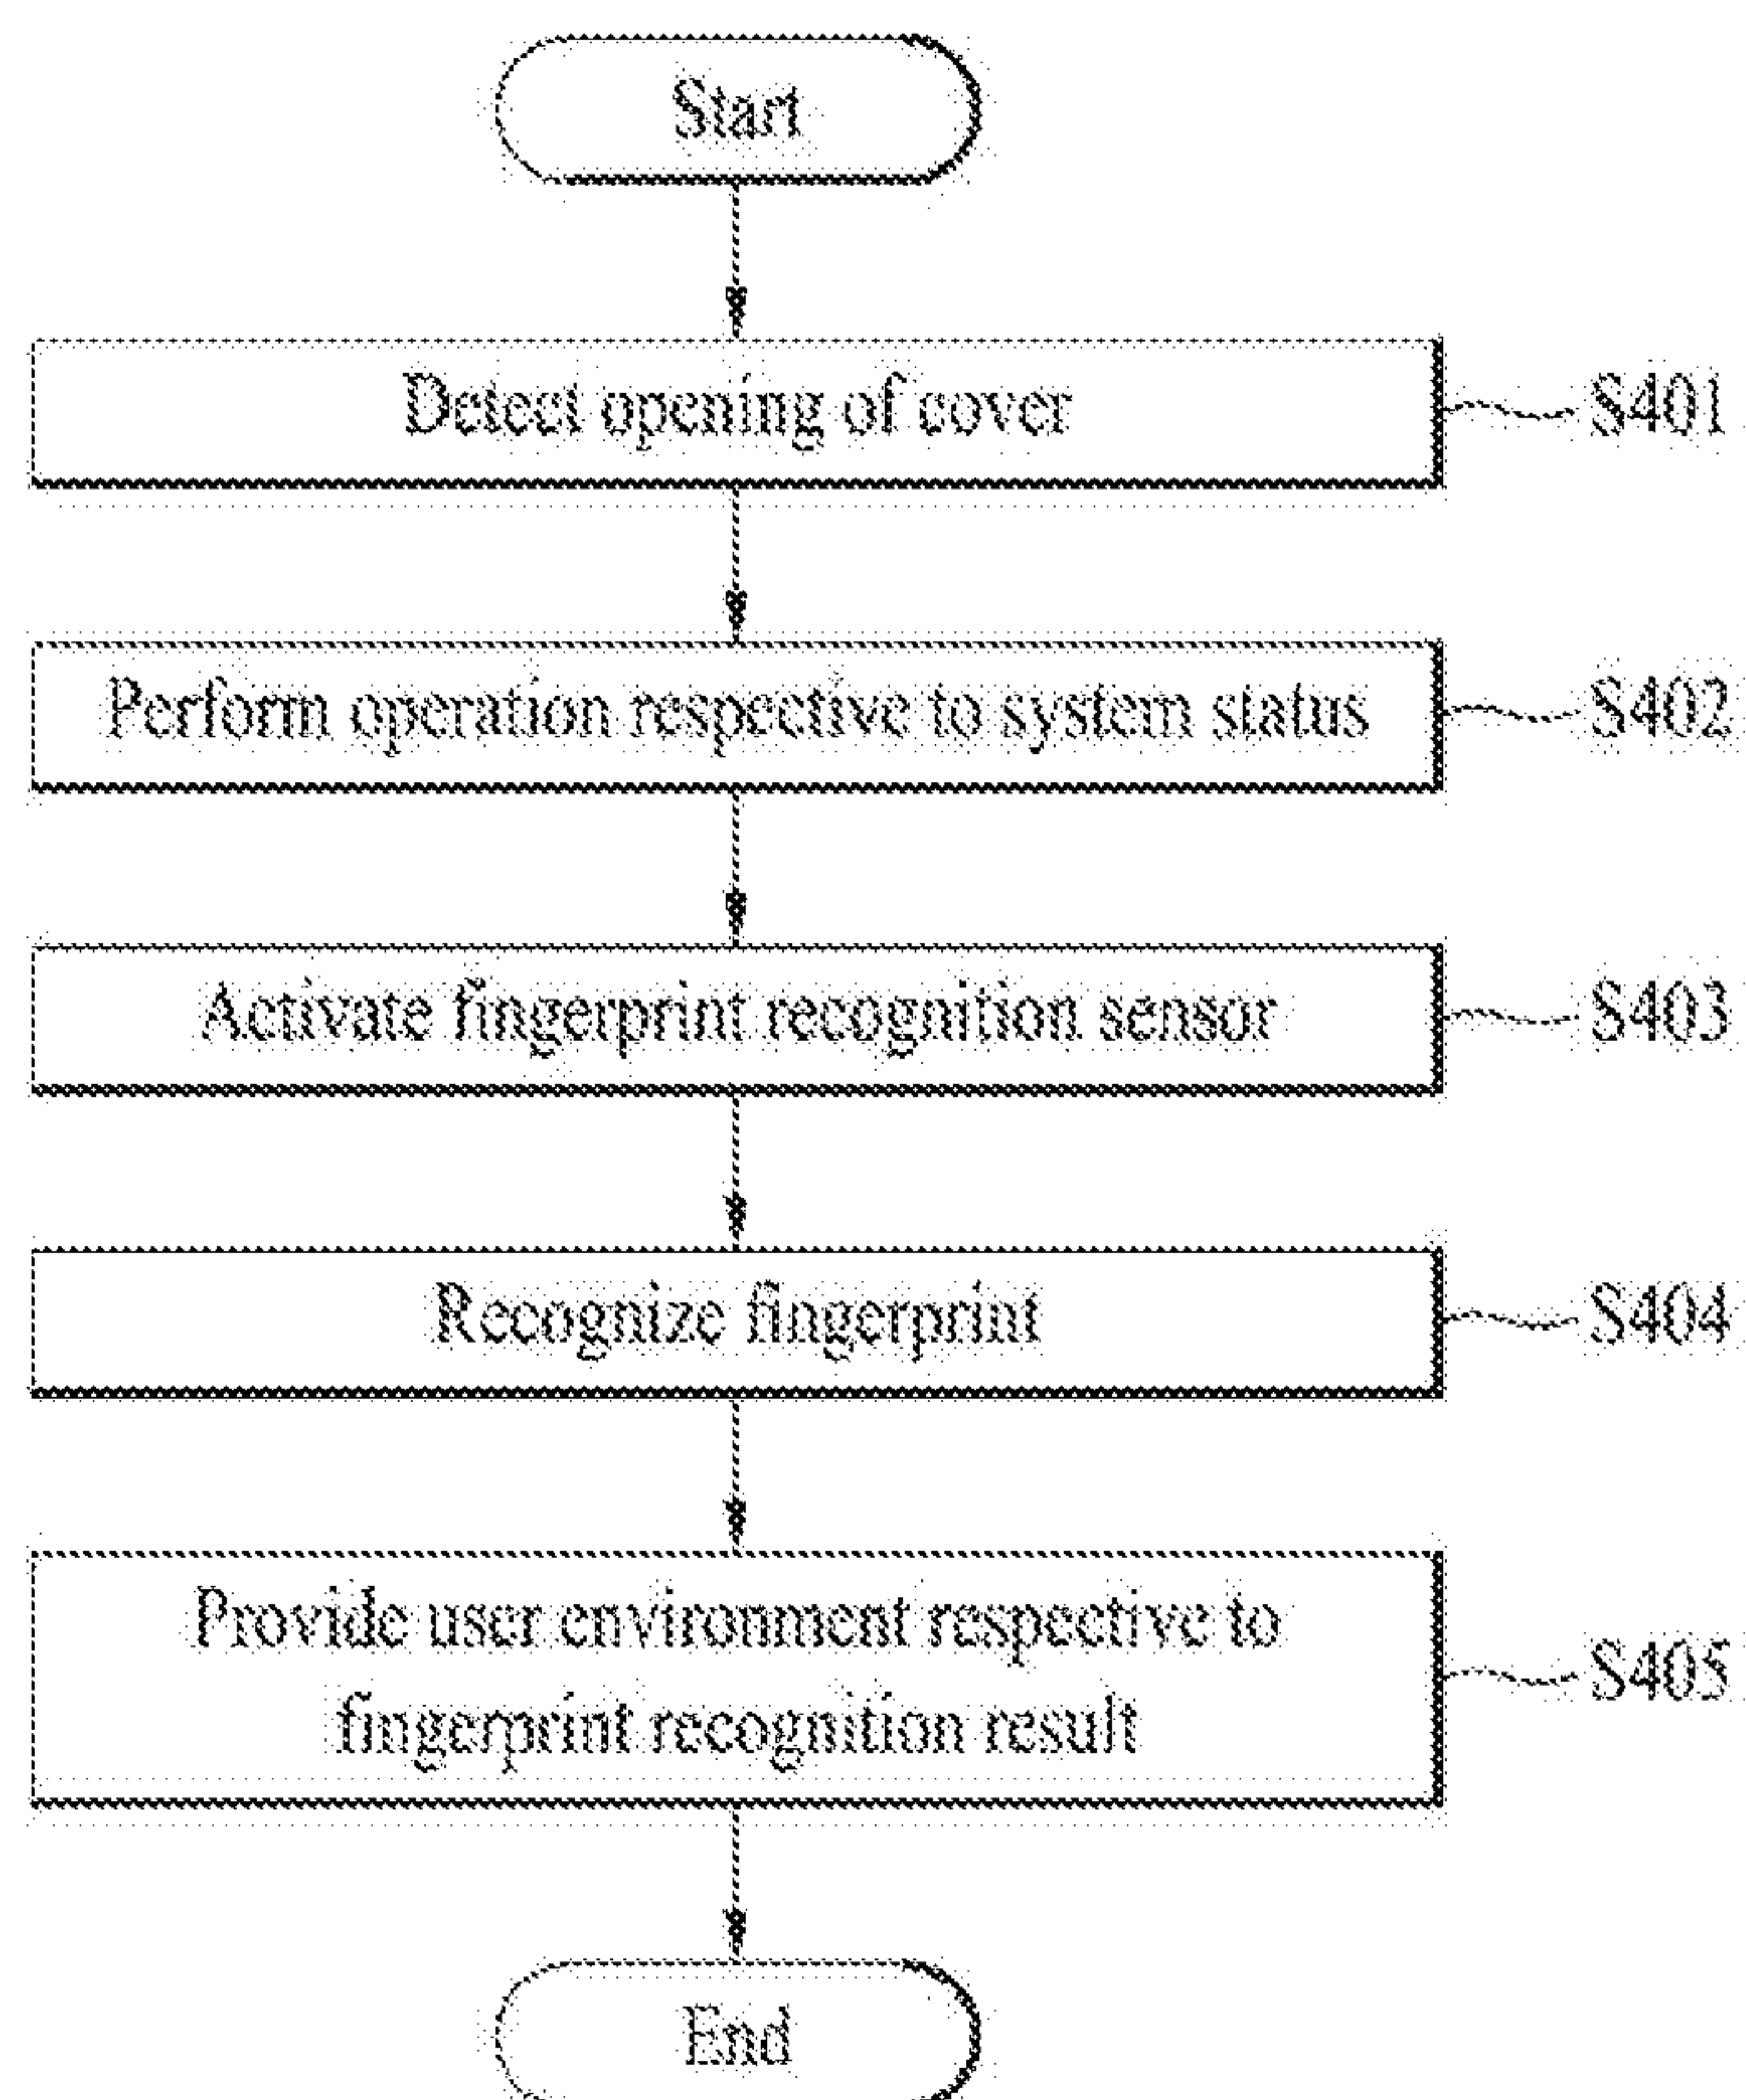 Start
Detect opening of cover
S401
Perform operation respective to system status
S402
Activate fingerprint recognition sensor
S403
Recognize fingerprint
S404
Provide user environment respective to
fingerprint recognition result
S405
End